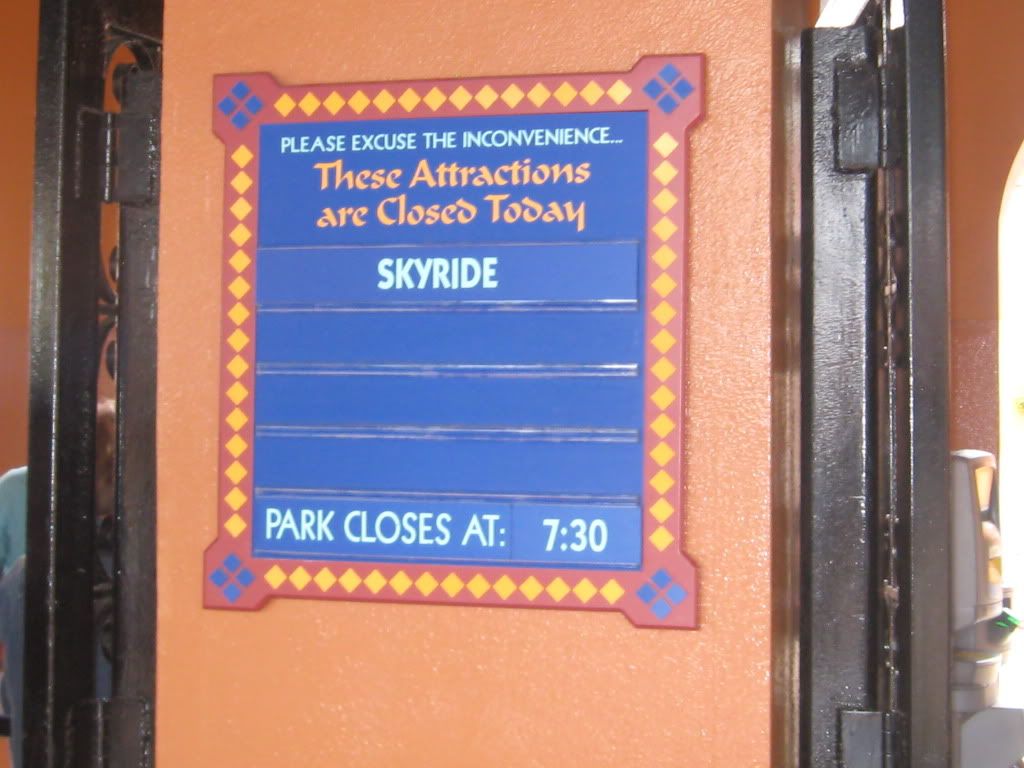 PLEASE EXCUSE THE INCONVENIENCE...
These Attractions
are Closed Today
SKYRIDE
PARK CLOSES AT: 7:30